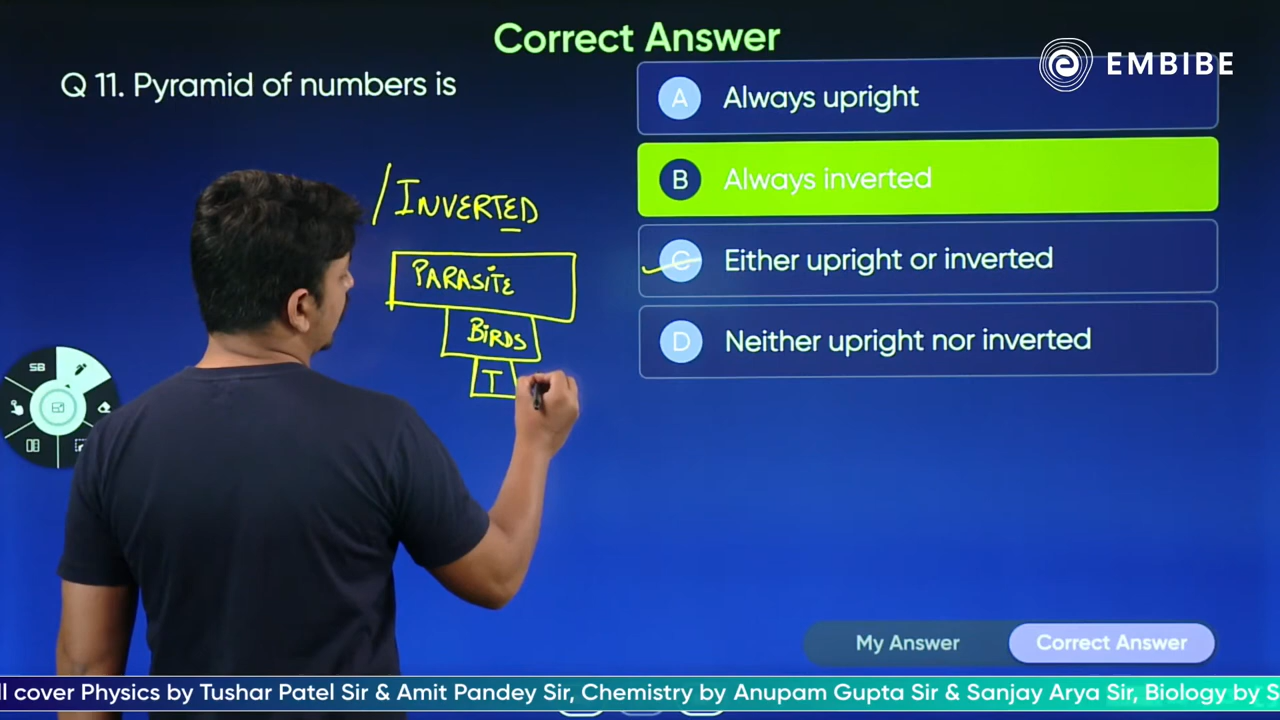 Correct Answer
EMBIBE
Q 11. Pyramid of numbers is
A Always upright
B Always inverted
C Either upright or inverted
D Neither upright nor inverted
/INVERTED
PARASITE
BIRDS
T
SB
My Answer
Correct Answer
ll cover Physics by Tushar Patel Sir & Amit Pandey Sir, Chemistry by Anupam Gupta Sir & Sanjay Arya Sir, Biology by S